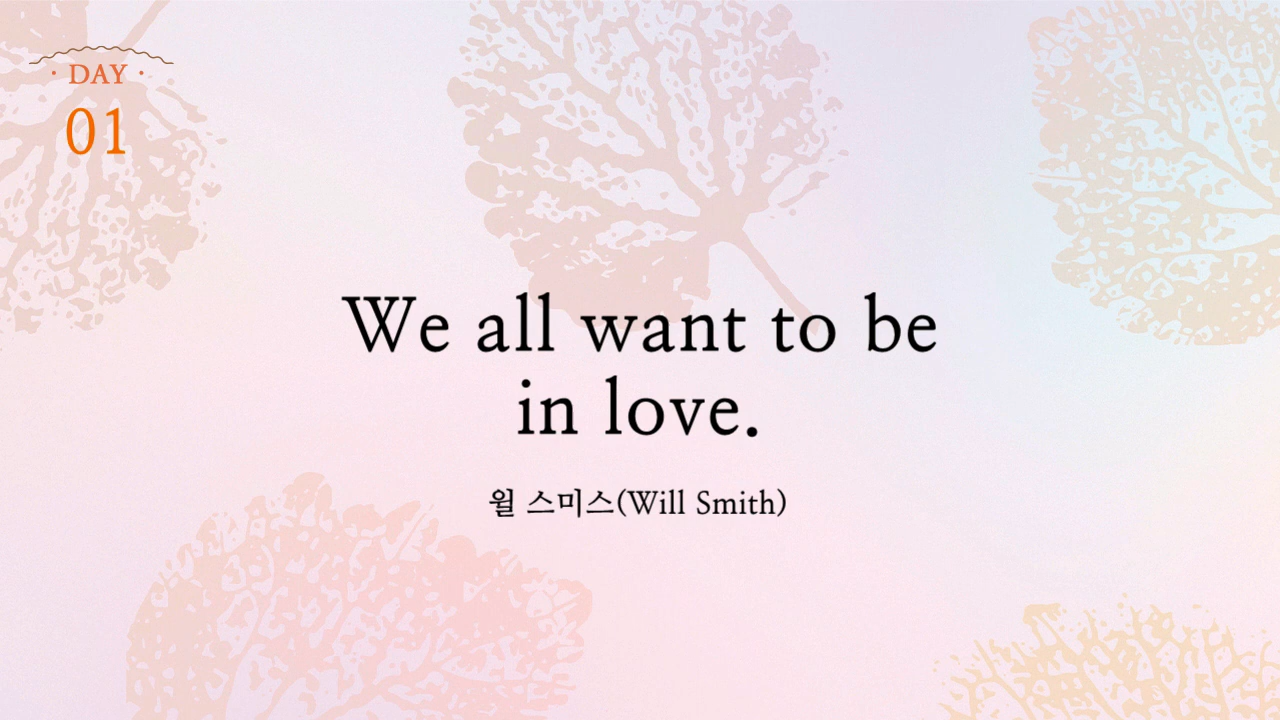 · DAY ·
01
We all want to be
in love.
윌 스미스(Will Smith)